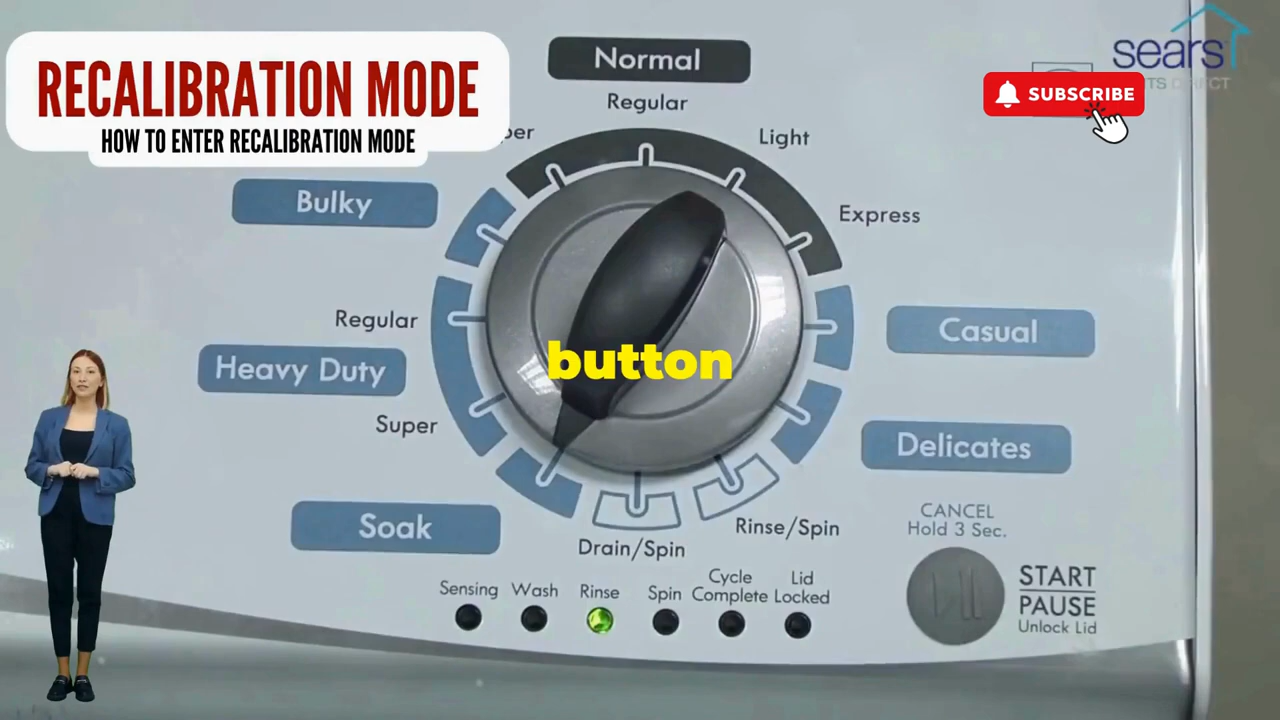 sears
RECALIBRATION MODE
HOW TO ENTER RECALIBRATION MODE
SUBSCRIBE
Normal
Regular
Light
Express
Bulky
Regular
Heavy Duty
Super
Casual
button
Delicates
Soak
Drain/Spin
Rinse/Spin
CANCEL
Hold 3 Sec.
Sensing
Wash
Rinse
Spin
Cycle
Complete
Lid
Locked
START
PAUSE
Unlock Lid